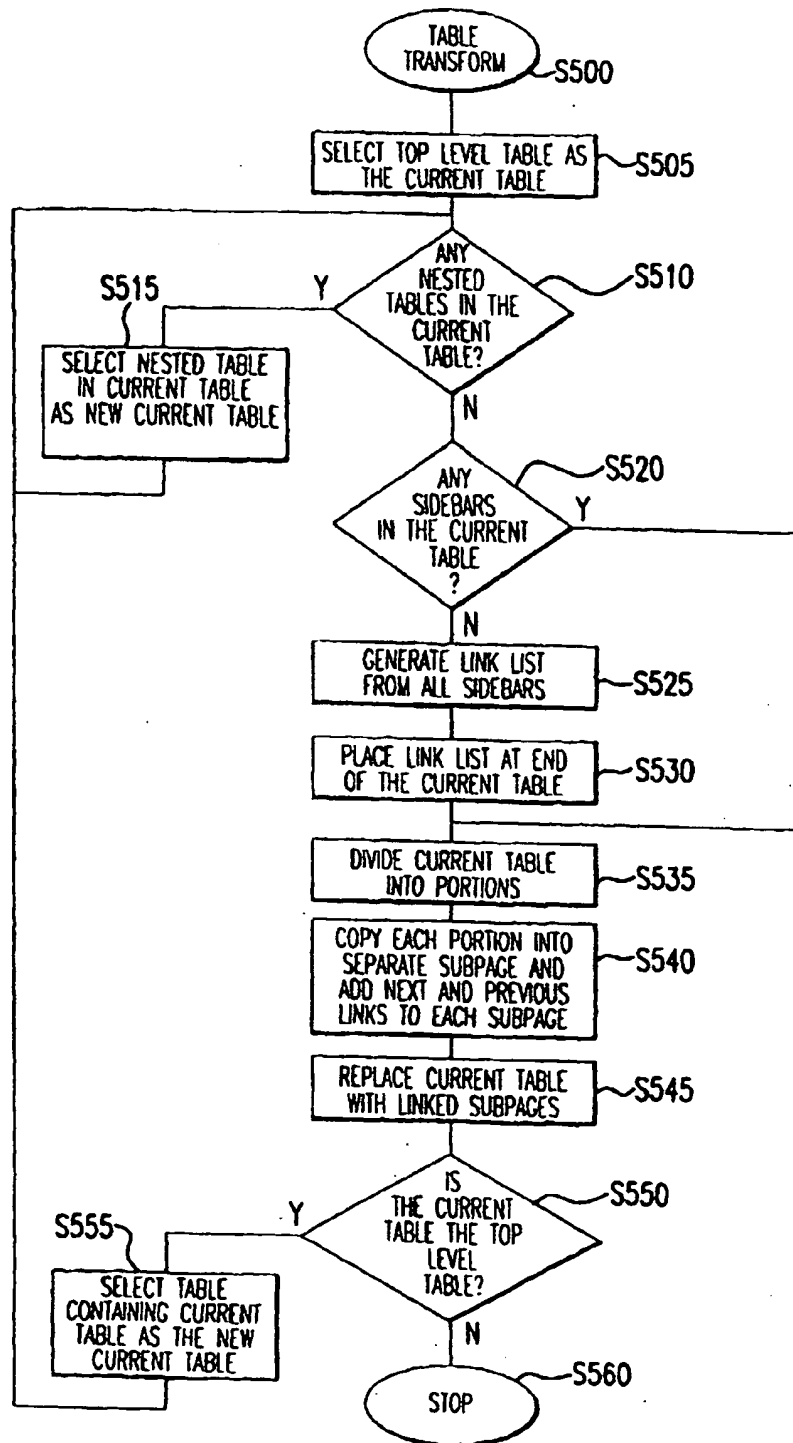 TABLE
TRANSFORM
S500
SELECT TOP LEVEL TABLE AS
THE CURRENT TABLE
S505
ANY
NESTED
TABLES IN THE
CURRENT
TABLE?
S510
Y
N
S515
SELECT NESTED TABLE
IN CURRENT TABLE
AS NEW CURRENT TABLE
ANY
SIDEBARS
IN THE CURRENT
TABLE
?
S520
Y
N
GENERATE LINK LIST
FROM ALL SIDEBARS
S525
PLACE LINK LIST AT END
OF THE CURRENT TABLE
S530
DIVIDE CURRENT TABLE
INTO PORTIONS
S535
COPY EACH PORTION INTO
SEPARATE SUBPAGE AND
ADD NEXT AND PREVIOUS
LINKS TO EACH SUBPAGE
S540
REPLACE CURRENT TABLE
WITH LINKED SUBPAGES
S545
IS
THE CURRENT
TABLE THE TOP
LEVEL
TABLE?
S550
Y
N
S555
SELECT TABLE
CONTAINING CURRENT
TABLE AS THE NEW
CURRENT TABLE
STOP
S560